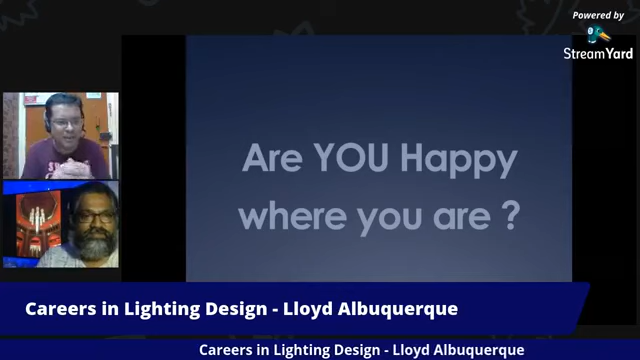 Powered by
StreamYard
Are YOU Happy
where you are ?
Careers in Lighting Design - Lloyd Albuquerque
Careers in Lighting Design - Lloyd Albuquerque